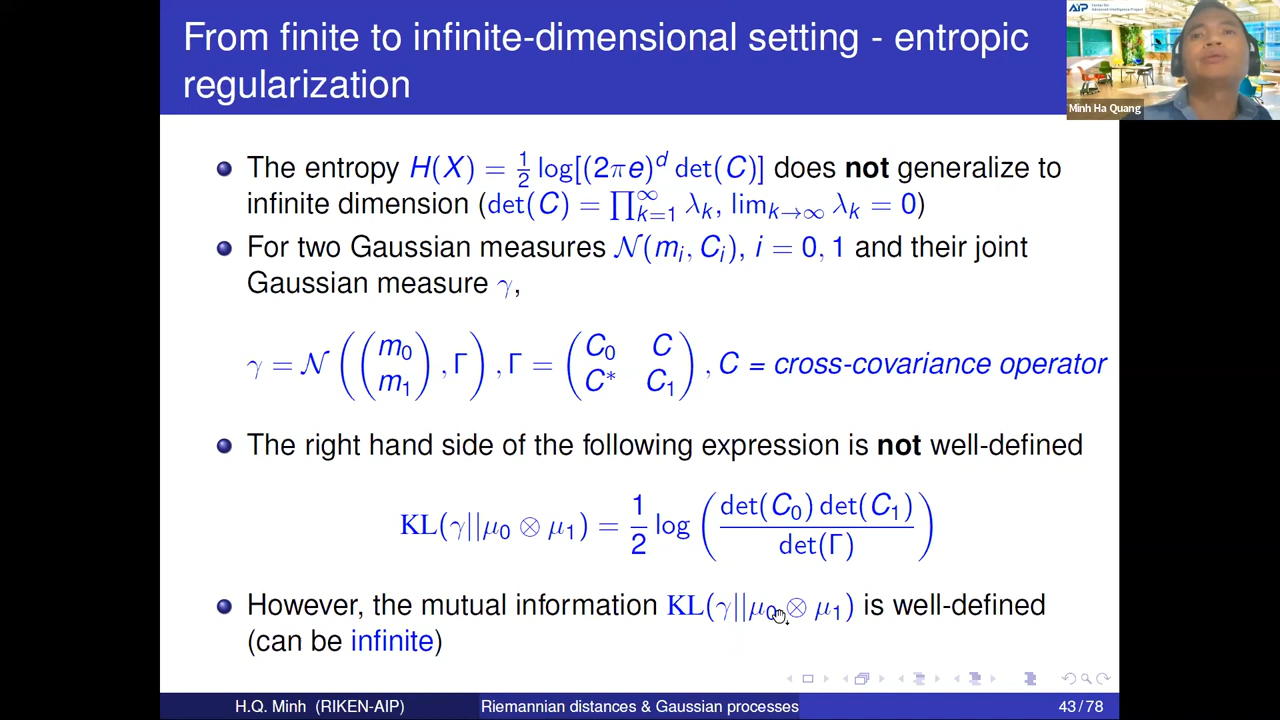 From finite to infinite-dimensional setting - entropic
regularization
AIP
Minh Ha Quang
The entropy H(X) = 1/2 log[(2πe)^d det(C)] does not generalize to
infinite dimension (det(C) = ∏_{k=1}^∞ λ_k, lim_{k→∞} λ_k = 0)
For two Gaussian measures N(m_i, C_i), i = 0, 1 and their joint
Gaussian measure γ,
γ = N((m_0 m_1), Γ), Γ = (C_0 C C* C_1), C = cross-covariance operator
The right hand side of the following expression is not well-defined
KL(γ||μ_0 ⊗ μ_1) = 1/2 log (det(C_0) det(C_1) / det(Γ))
However, the mutual information KL(γ||μ_0 ⊗ μ_1) is well-defined
(can be infinite)
H.Q. Minh (RIKEN-AIP) Riemannian distances & Gaussian processes 43 / 78